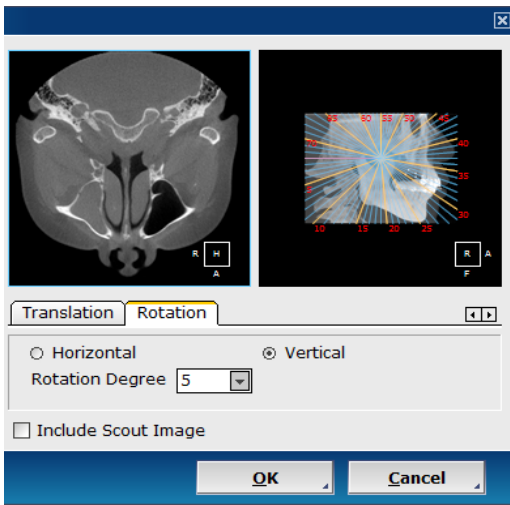 65 60 55 50 45
70 40
35
30
10 15 20 25
R H
A
R A
F
Translation Rotation
Horizontal Vertical
Rotation Degree 5
Include Scout Image
OK Cancel